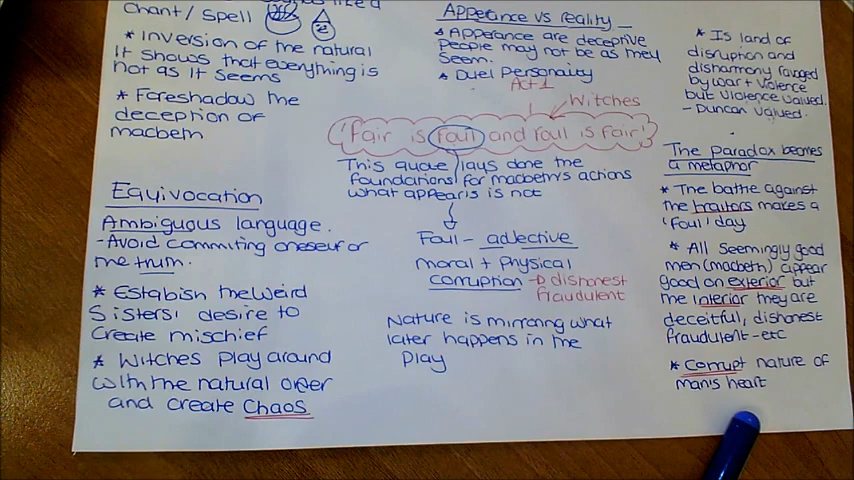 like a
Chant / Spell
* Inversion of the natural
It shows that everything is
not as it seems
* Foreshadow the
deception of
macbeth
Equivocation
Ambiguous language.
- Avoid commiting oneself or
the truth.
* Estabish the Weird
Sisters' desire to
Create mischief
* Witches Play around
with the natural order
and create Chaos
Apperance vs reality
* Apperance are deceptive
People may not be as they
Seem.
* Duel Personality
Act 1
Witches
'Fair is foul and foul is fair'
This quote lays done the
foundations for macbeth's actions
what appears is not
Foul - adjective
moral + physical
corruption → dishonest
fraudulent
Nature is mirroring what
later happens in the
Play
* Is land of
disruption and
disharmony ravaged
by war + violence
but violence valued.
- Duncan valued.
The paradox becomes
a metaphor
* The battle against
the traitors makes a
'foul' day
* All Seemingly good
men (macbeth) appear
good on exterior but
the interior they are
deceitful, dishonest
fraudulent - etc
* Corrupt nature of
man's heart